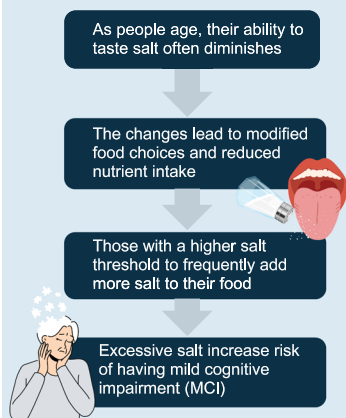 As people age, their ability to
taste salt often diminishes
The changes lead to modified
food choices and reduced
nutrient intake
Those with a higher salt
threshold to frequently add
more salt to their food
Excessive salt increase risk
of having mild cognitive
impairment (MCI)